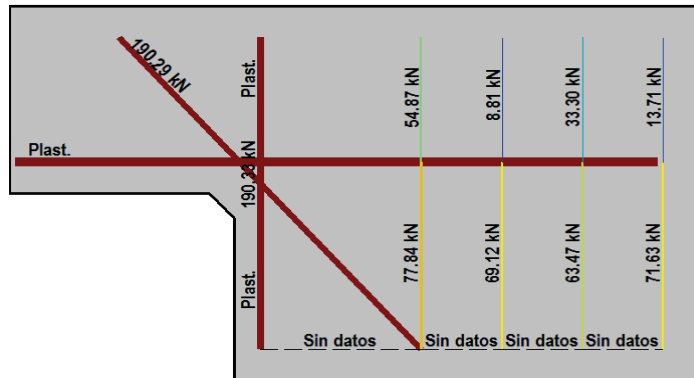 190,29 kN
Plast.
54.87 kN
8.81 kN
33.30 kN
13.71 kN
Plast.
190,33 kN
Plast.
77.84 kN
69.12 kN
63.47 kN
71.63 kN
Sin datos
Sin datos
Sin datos
Sin datos